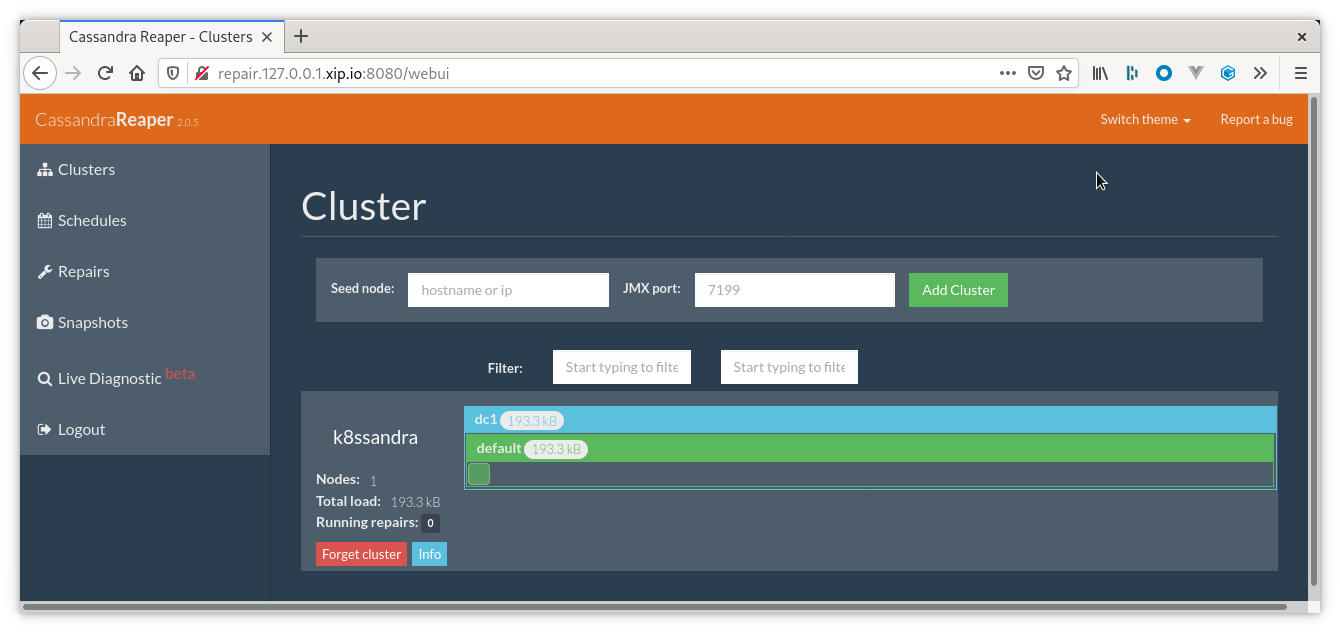 Cassandra Reaper - Clusters
repair.127.0.0.1.xip.io:8080/webui
CassandraReaper 2.0.5
Switch theme
Report a bug
Clusters
Schedules
Repairs
Snapshots
Live Diagnostic beta
Logout
Cluster
Seed node: hostname or ip JMX port: 7199 Add Cluster
Filter: Start typing to filte Start typing to filte
k8ssandra
Nodes: 1
Total load: 193.3 kB
Running repairs: 0
Forget cluster Info
dc1 193.3 kB
default 193.3 kB